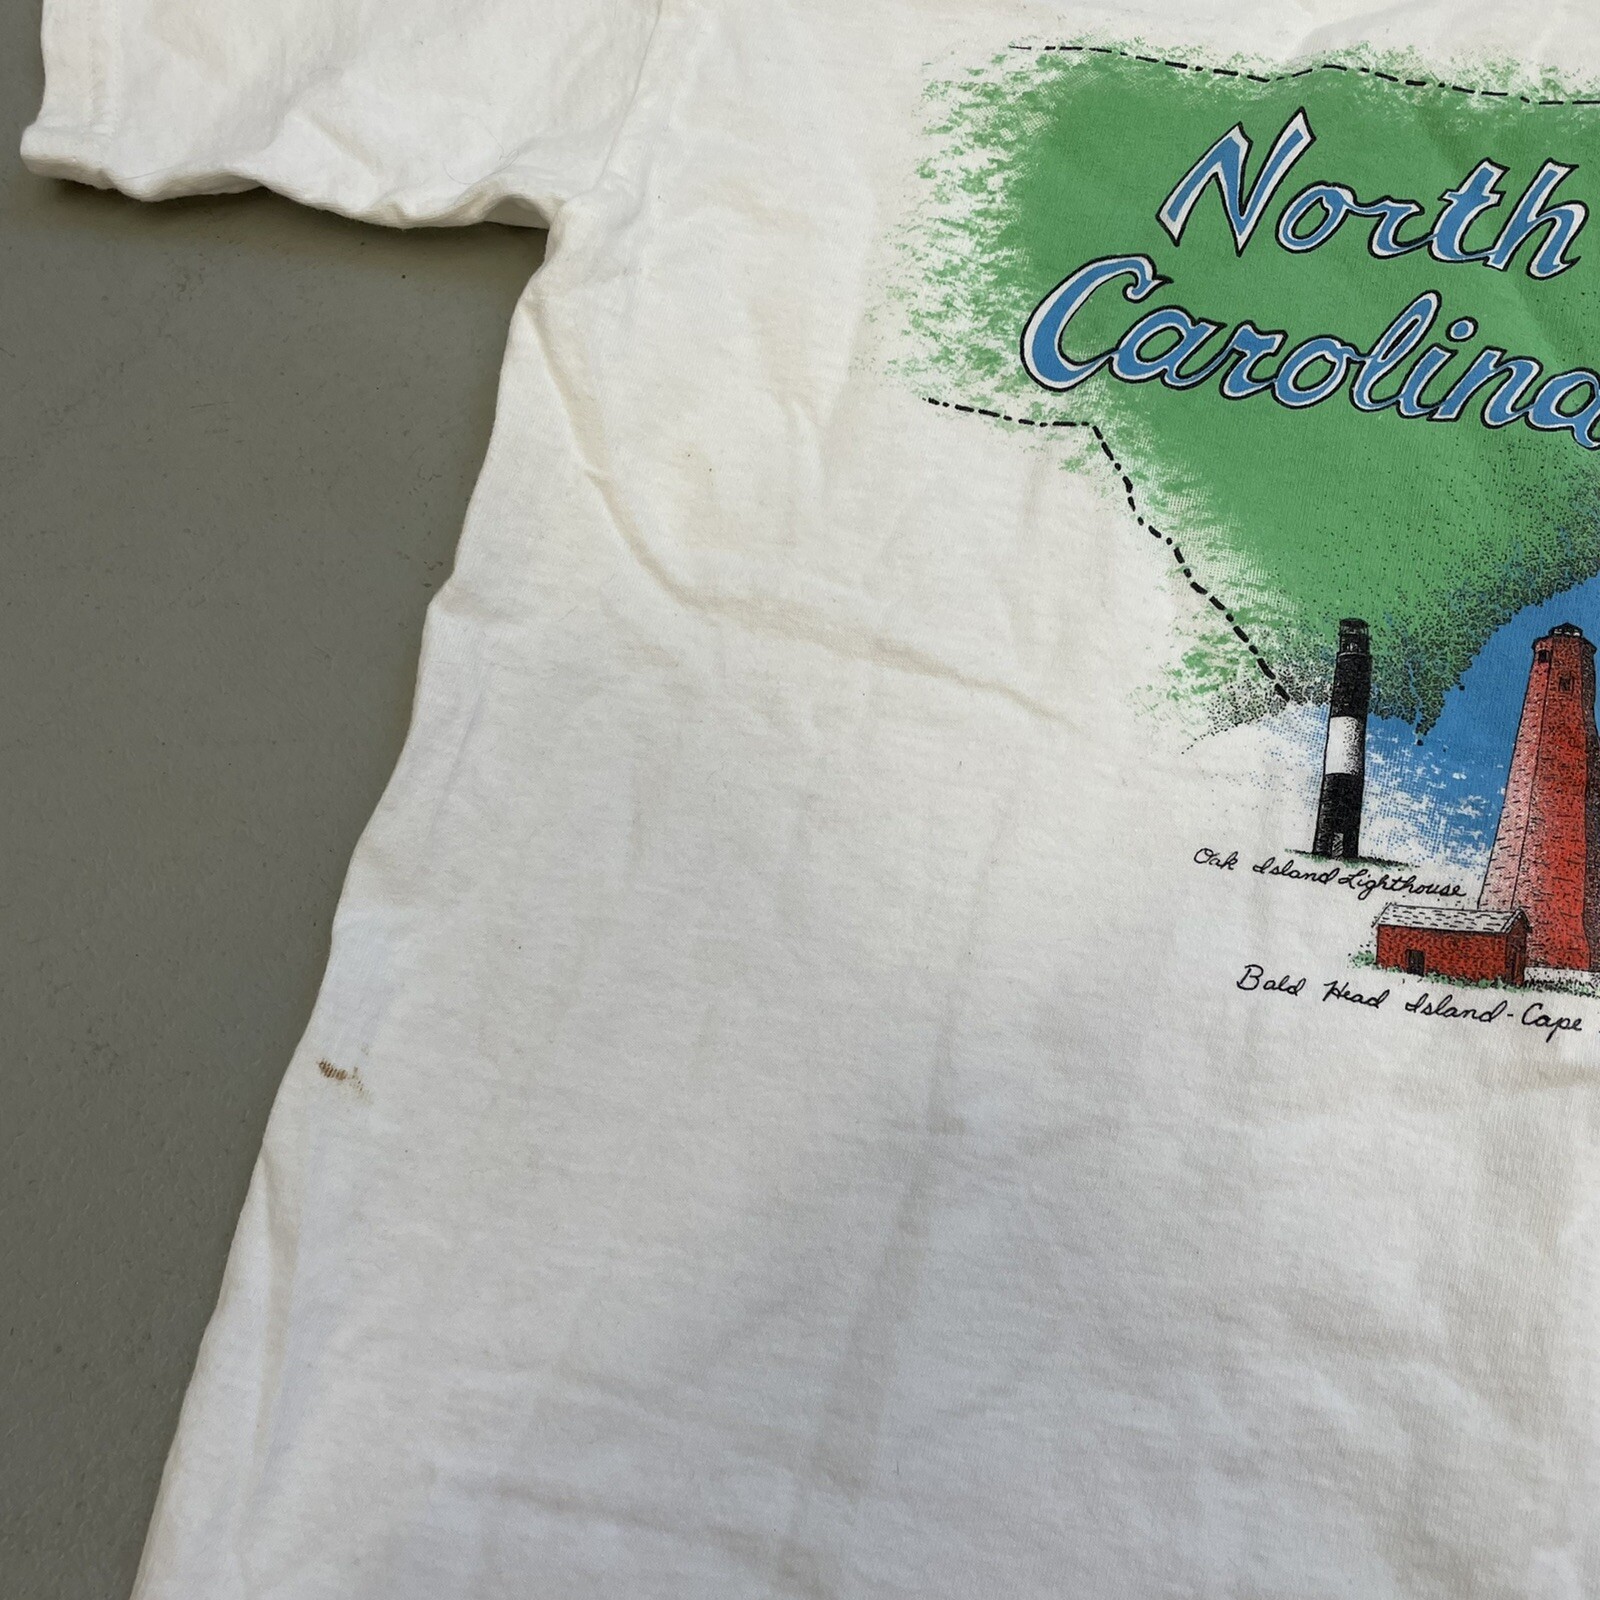 North
Carolina
Oak Island Lighthouse
Bald Head Island - Cape